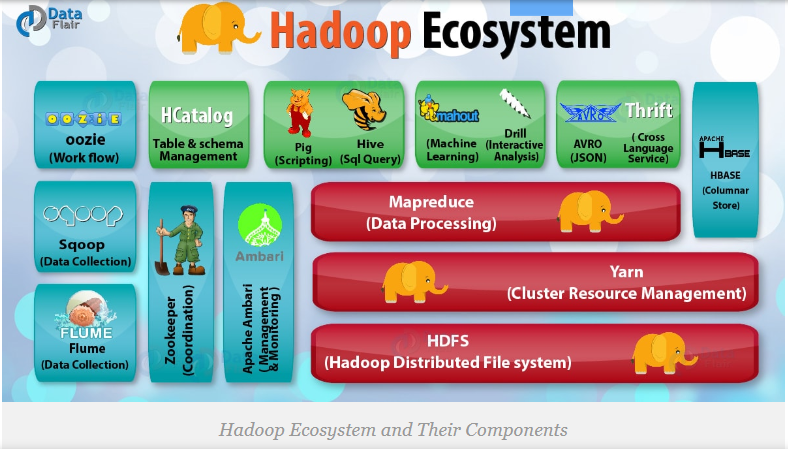 Data
Flair
Hadoop Ecosystem
OOZIE
oozie
(Work flow)
HCatalog
Table & schema
Management
Pig
(Scripting)
Hive
(Sql Query)
mahout
(Machine
Learning)
Drill
(Interactive
Analysis)
AVRO
AVRO
(JSON)
Thrift
( Cross
Language
Service)
APACHE
HBASE
HBASE
(Columnar
Store)
sqoop
Sqoop
(Data Collection)
FLUME
Flume
(Data Collection)
Zookeeper
(Coordination)
Ambari
Apache Ambari
( Management
& Monitoring )
Mapreduce
(Data Processing)
Yarn
(Cluster Resource Management)
HDFS
(Hadoop Distributed File system)
Hadoop Ecosystem and Their Components